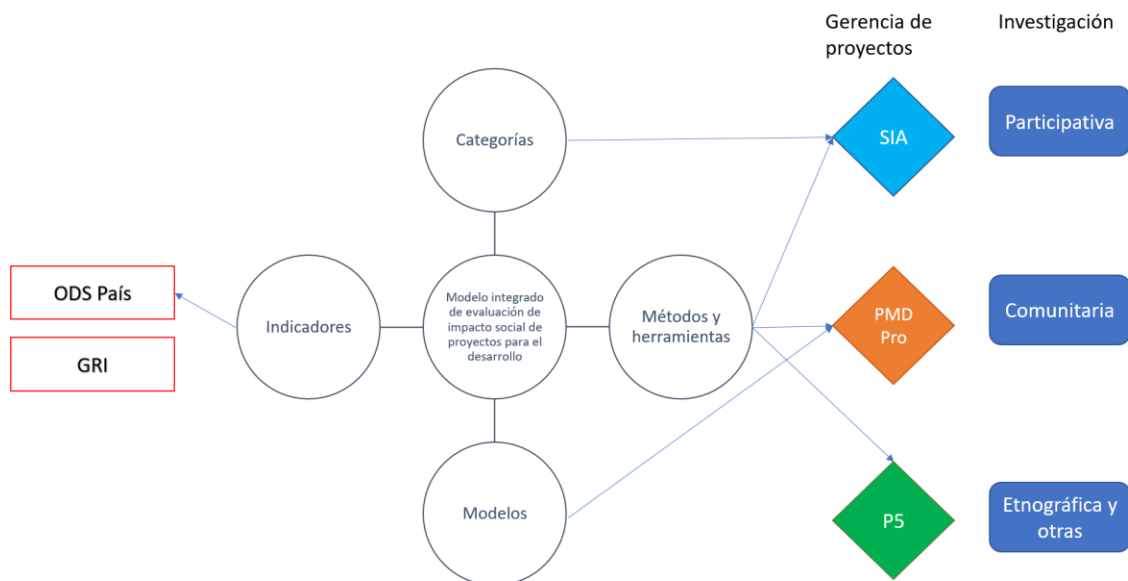 Gerencia de
proyectos
Investigación
Categorías
SIA
Participativa
ODS País
GRI
Indicadores
Modelo integrado
de evaluación de
impacto social de
proyectos para el
desarrollo
Métodos y
herramientas
PMD
Pro
Comunitaria
Modelos
P5
Etnográfica y
otras